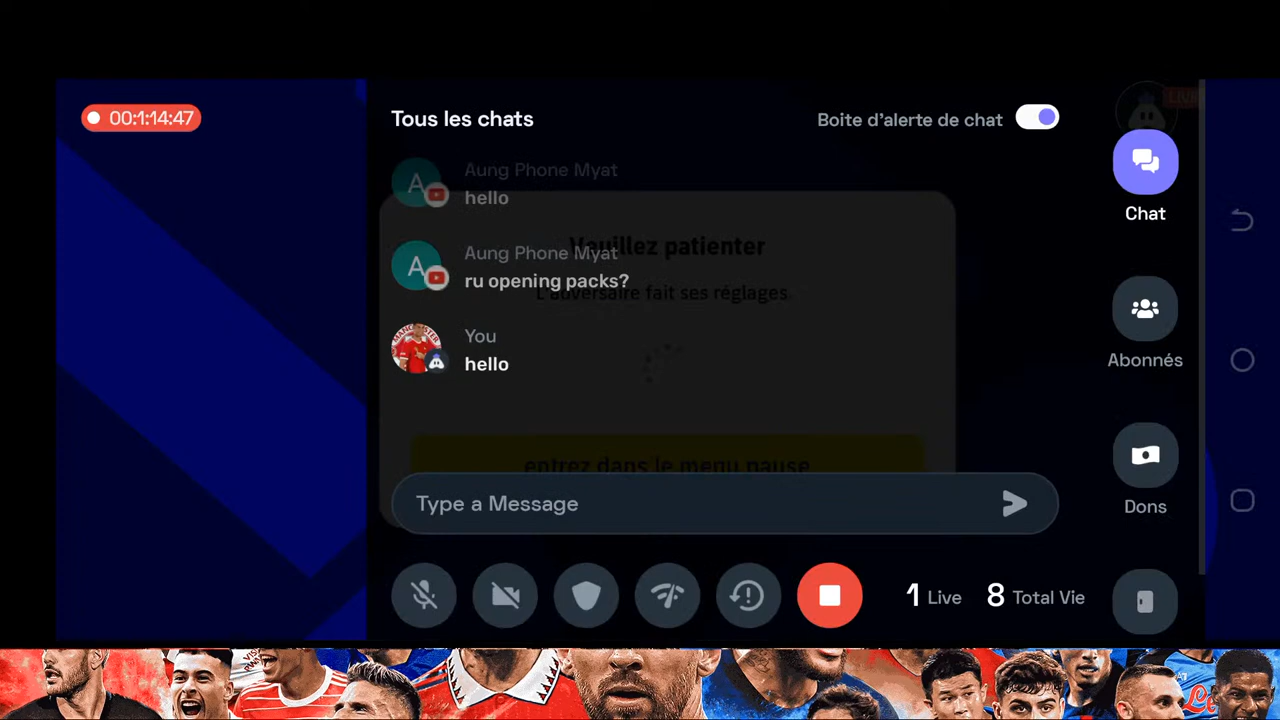 LIVE
00:1:14:47
Tous les chats
Boite d'alerte de chat
Aung Phone Myat
hello
Chat
Veuillez patienter
Aung Phone Myat
ru opening packs?
L'adversaire fait ses réglages
You
hello
Abonnés
entrez dans le menu pause
Type a Message
Dons
1 Live 8 Total Vie